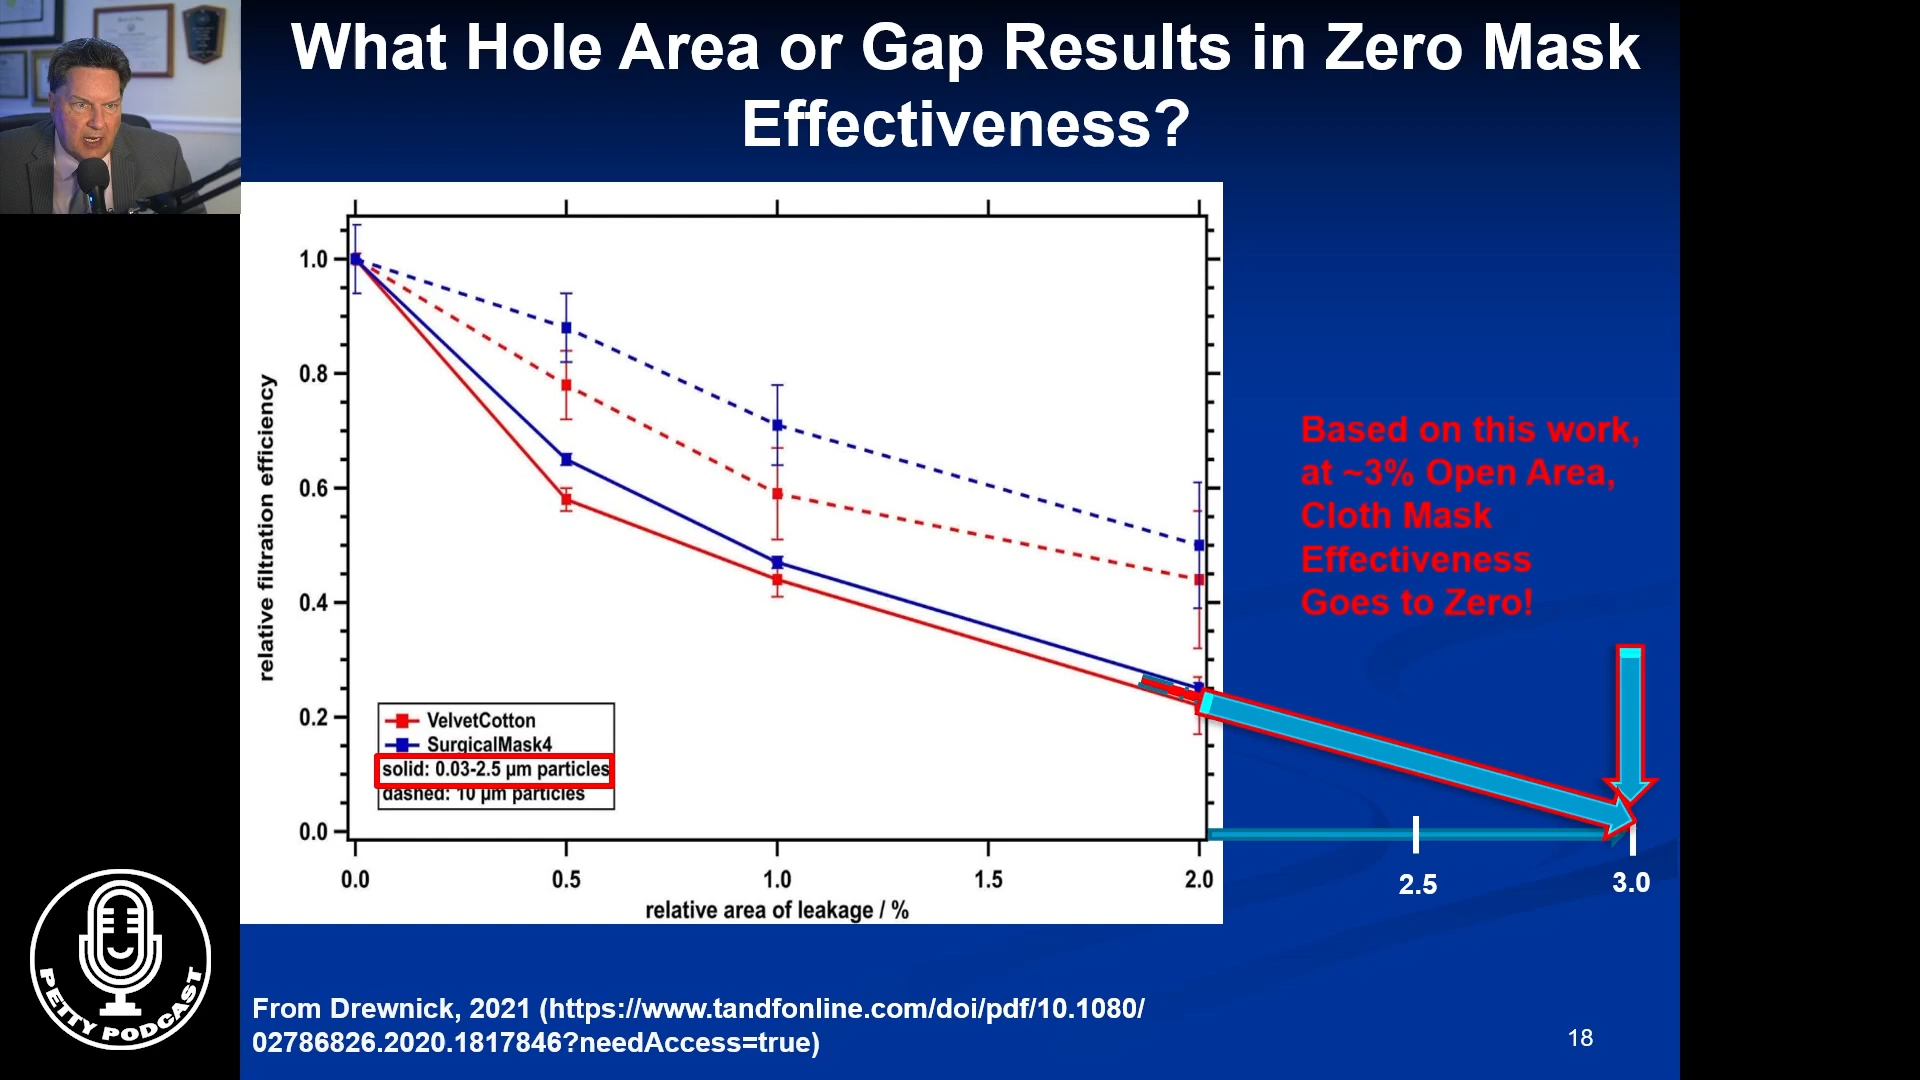 What Hole Area or Gap Results in Zero Mask
Effectiveness?
relative filtration efficiency
1.0
0.8
0.6
0.4
0.2
0.0
VelvetCotton
SurgicalMask4
solid: 0.03-2.5 µm particles
dashed: 10 µm particles
0.0
0.5
1.0
1.5
2.0
2.5
3.0
relative area of leakage / %
Based on this work,
at ~3% Open Area,
Cloth Mask
Effectiveness
Goes to Zero!
PETTY PODCAST
From Drewnick, 2021 (https://www.tandfonline.com/doi/pdf/10.1080/
02786826.2020.1817846?needAccess=true)
18